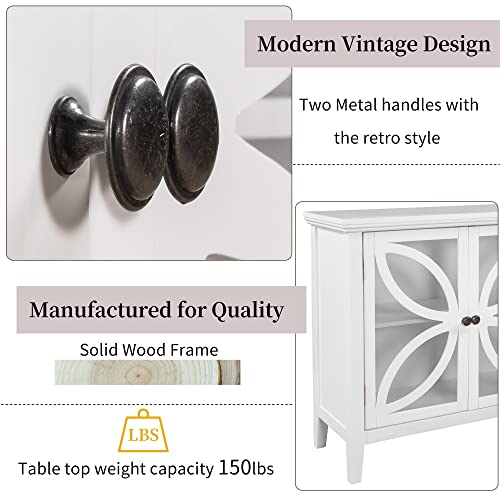 Modern Vintage Design
Two Metal handles with
the retro style
Manufactured for Quality
Solid Wood Frame
LBS
Table top weight capacity 150lbs